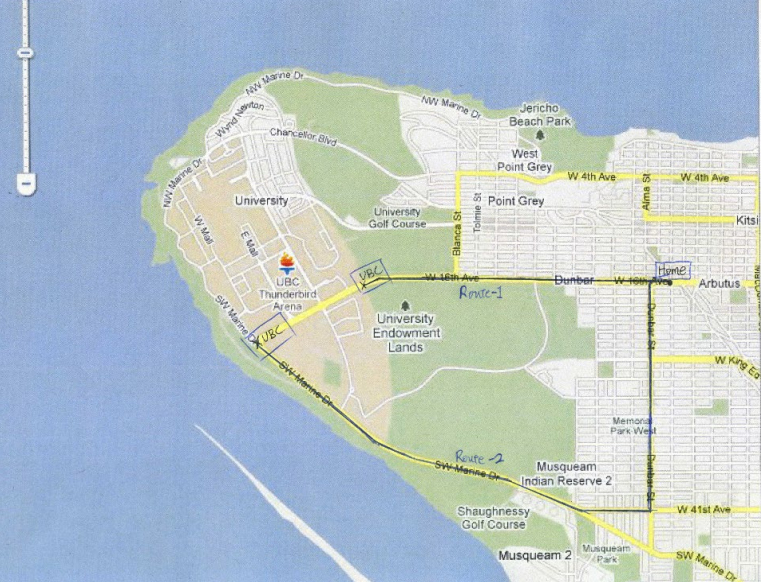 NW Marine Dr
NW Marine Dr
Jericho
Beach Park
Wynd Newton
Chancellor Blvd
West
Point Grey
W 4th Ave
W 4th Ave
Alma St
NW Marine Dr
University
Point Grey
Tolmie St
Blanca St
University
Golf Course
Kitsi
W Mall
E Mall
UBC
Thunderbird
Arena
UBC
W 16th Ave
Dunbar
W 16th Ave
Home
Arbutus
Route-1
University
Endowment
Lands
SW Marine Dr
UBC
Dunbar St
W King Ed
SW Marine Dr
Memorial
Park West
Route-2
SW Marine Dr
Musqueam
Indian Reserve 2
Dunbar St
Shaughnessy
Golf Course
W 41st Ave
Musqueam 2
Musqueam
Park
SW Marine Dr